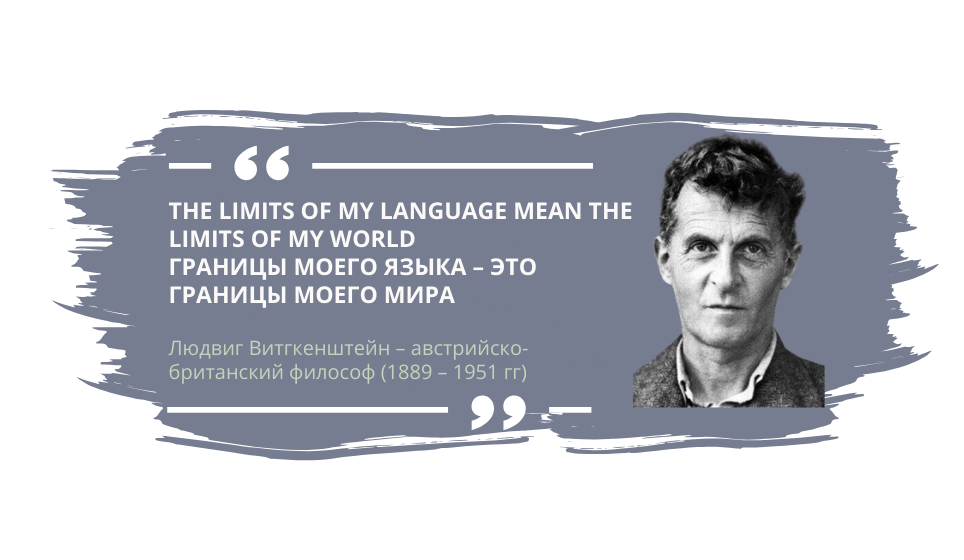 THE LIMITS OF MY LANGUAGE MEAN THE
LIMITS OF MY WORLD
ГРАНИЦЫ МОЕГО ЯЗЫКА – ЭТО
ГРАНИЦЫ МОЕГО МИРА
Людвиг Витгкенштейн – австрийско-
британский философ (1889 – 1951 гг)